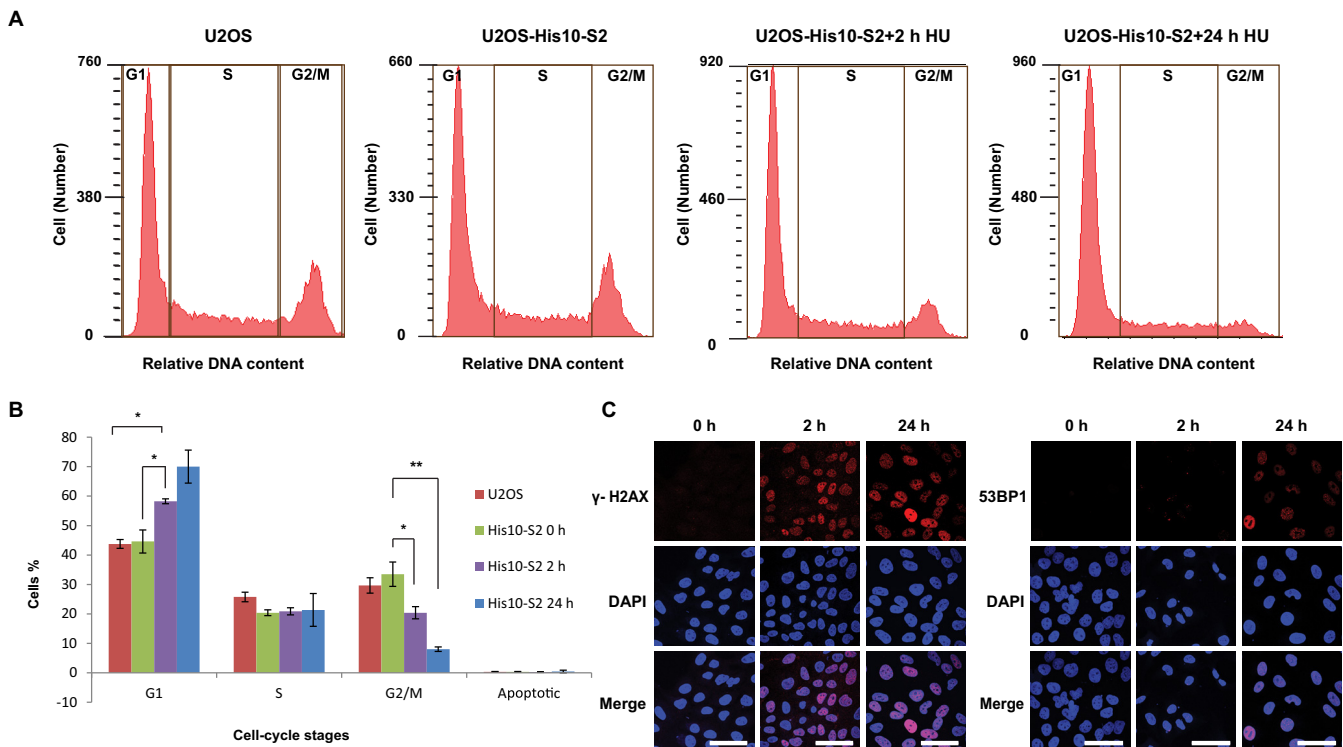 A
U2OS
U2OS-His10-S2
U2OS-His10-S2+2 h HU
U2OS-His10-S2+24 h HU
760
380
0
Cell (Number)
G1
S
G2/M
Relative DNA content
660
330
0
Cell (Number)
G1
S
G2/M
Relative DNA content
920
460
0
Cell (Number)
G1
S
G2/M
Relative DNA content
960
480
0
Cell (Number)
G1
S
G2/M
Relative DNA content
B
80
70
60
50
40
30
20
10
0
-10
Cells %
*
*
**
*
U2OS
His10-S2 0 h
His10-S2 2 h
His10-S2 24 h
G1
S
G2/M
Apoptotic
Cell-cycle stages
C
0 h
2 h
24 h
γ- H2AX
DAPI
Merge
0 h
2 h
24 h
53BP1
DAPI
Merge